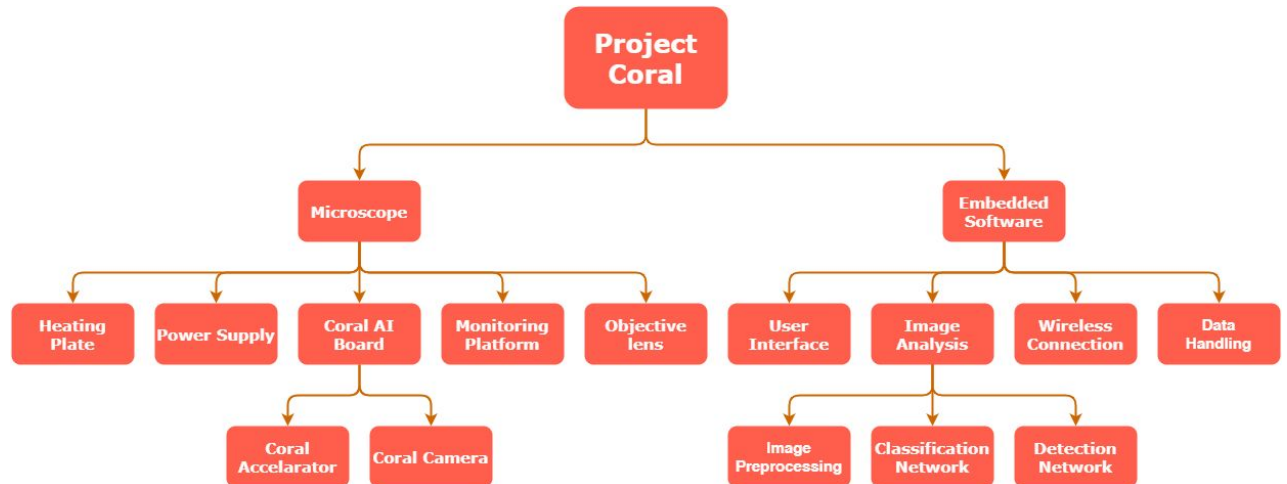 Project
Coral
Microscope
Embedded
Software
Heating
Plate
Power Supply
Coral AI
Board
Monitoring
Platform
Objective
lens
User
Interface
Image
Analysis
Wireless
Connection
Data
Handling
Coral
Accelarator
Coral Camera
Image
Preprocessing
Classification
Network
Detection
Network